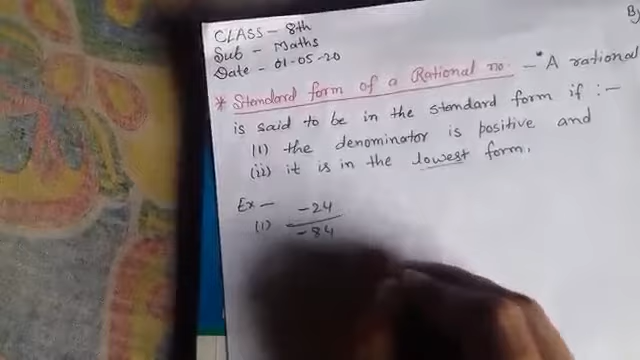 By
CLASS - 8th
Sub - Maths
Date - 01-05-20
* Standard form of a Rational no. - A rational
is said to be in the standard form if :-
(i) the denominator is positive and
(ii) it is in the lowest form.
Ex -
(i) -24/-84